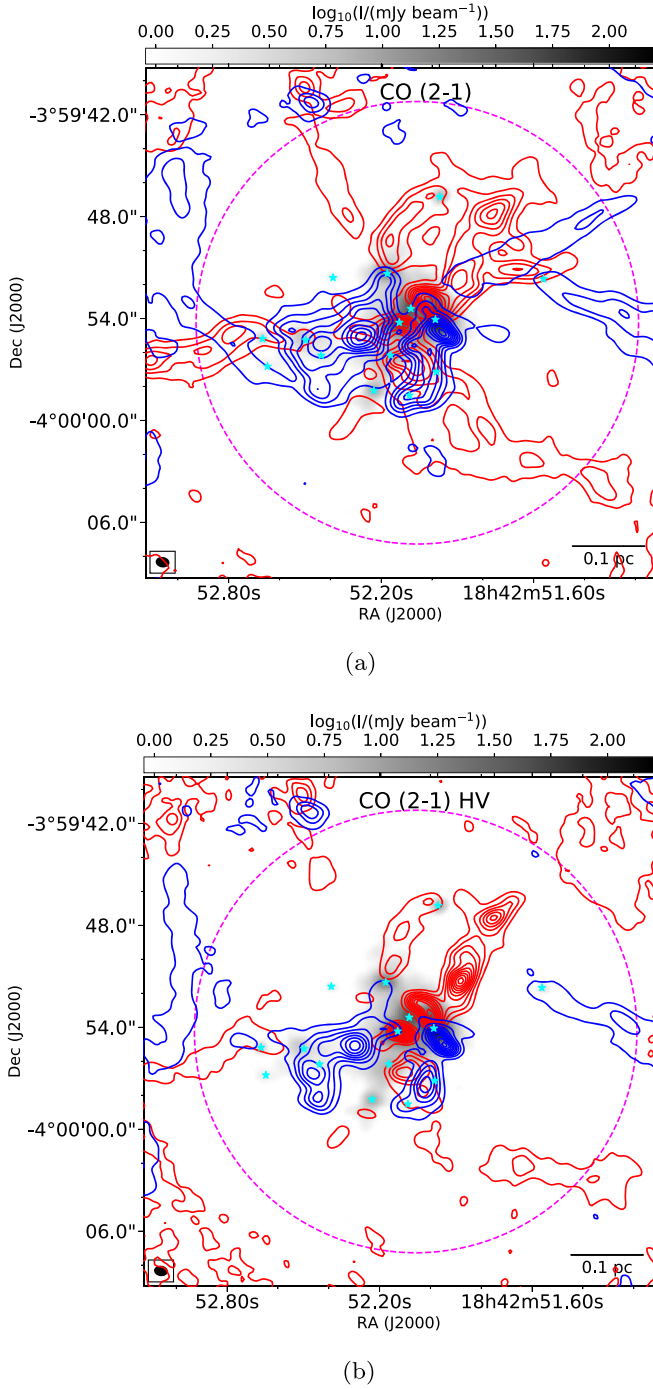 log₁₀(I/(mJy beam⁻¹))
0.00 0.25 0.50 0.75 1.00 1.25 1.50 1.75 2.00
CO (2-1)
-3°59'42.0"
48.0"
54.0"
-4°00'00.0"
06.0"
Dec (J2000)
0.1 pc
52.80s 52.20s 18h42m51.60s
RA (J2000)
(a)
log₁₀(I/(mJy beam⁻¹))
0.00 0.25 0.50 0.75 1.00 1.25 1.50 1.75 2.00
CO (2-1) HV
-3°59'42.0"
48.0"
54.0"
-4°00'00.0"
06.0"
Dec (J2000)
0.1 pc
52.80s 52.20s 18h42m51.60s
RA (J2000)
(b)